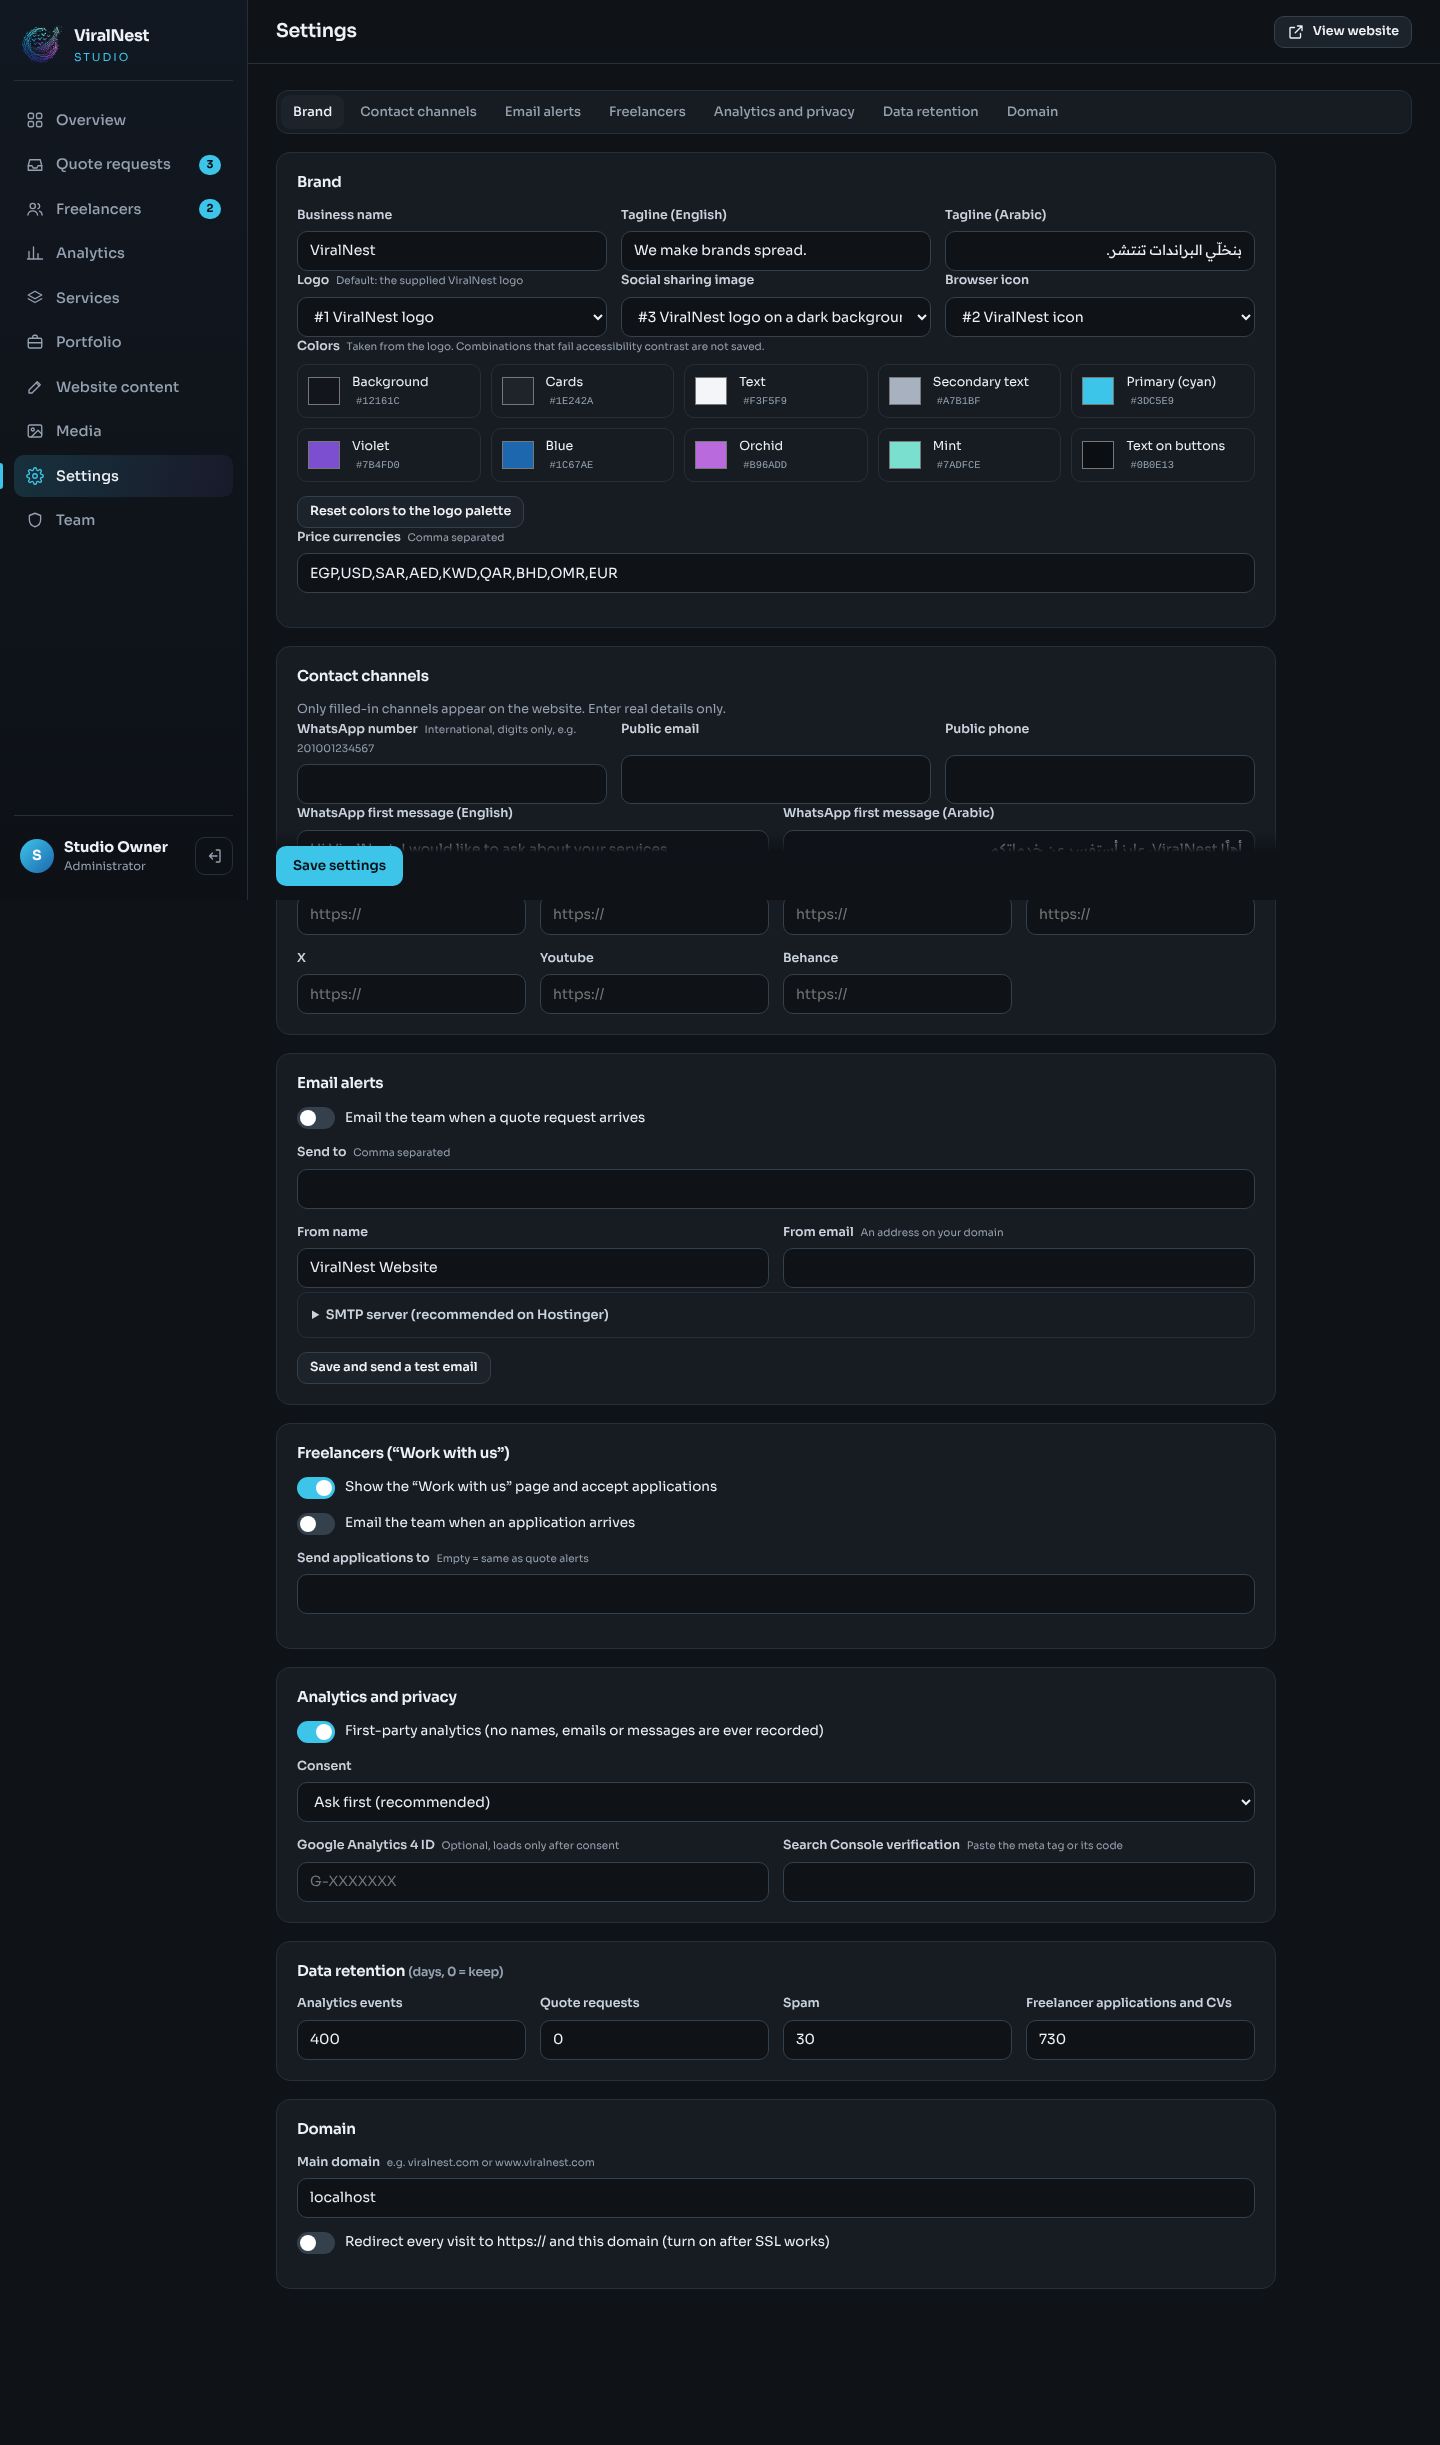 ViralNest
STUDIO
Overview
Quote requests 3
Freelancers 2
Analytics
Services
Portfolio
Website content
Media
Settings
Team
S Studio Owner
Administrator
Settings
View website
Brand Contact channels Email alerts Freelancers Analytics and privacy Data retention Domain
Brand
Business name Tagline (English) Tagline (Arabic)
ViralNest We make brands spread. بنخلّي البراندات تنتشر.
Logo Default: the supplied ViralNest logo Social sharing image Browser icon
#1 ViralNest logo #3 ViralNest logo on a dark backgrour #2 ViralNest icon
Colors Taken from the logo. Combinations that fail accessibility contrast are not saved.
Background Cards Text Secondary text Primary (cyan)
#12161C #1E242A #F3F5F9 #A7B1BF #3DC5E9
Violet Blue Orchid Mint Text on buttons
#7B4FD0 #1C67AE #B96ADD #7ADFCE #0B0E13
Reset colors to the logo palette
Price currencies Comma separated
EGP,USD,SAR,AED,KWD,QAR,BHD,OMR,EUR
Contact channels
Only filled-in channels appear on the website. Enter real details only.
WhatsApp number International, digits only, e.g. Public email Public phone
201001234567
WhatsApp first message (English) WhatsApp first message (Arabic)
would like to ask about your services أهلًا ViralNest، عايز أستفسر عن خدماتكم
Save settings
https:// https:// https:// https://
X Youtube Behance
https:// https:// https://
Email alerts
Email the team when a quote request arrives
Send to Comma separated
From name From email An address on your domain
ViralNest Website
SMTP server (recommended on Hostinger)
Save and send a test email
Freelancers (“Work with us”)
Show the “Work with us” page and accept applications
Email the team when an application arrives
Send applications to Empty = same as quote alerts
Analytics and privacy
First-party analytics (no names, emails or messages are ever recorded)
Consent
Ask first (recommended)
Google Analytics 4 ID Optional, loads only after consent Search Console verification Paste the meta tag or its code
G-XXXXXXX
Data retention (days, 0 = keep)
Analytics events Quote requests Spam Freelancer applications and CVs
400 0 30 730
Domain
Main domain e.g. viralnest.com or www.viralnest.com
localhost
Redirect every visit to https:// and this domain (turn on after SSL works)